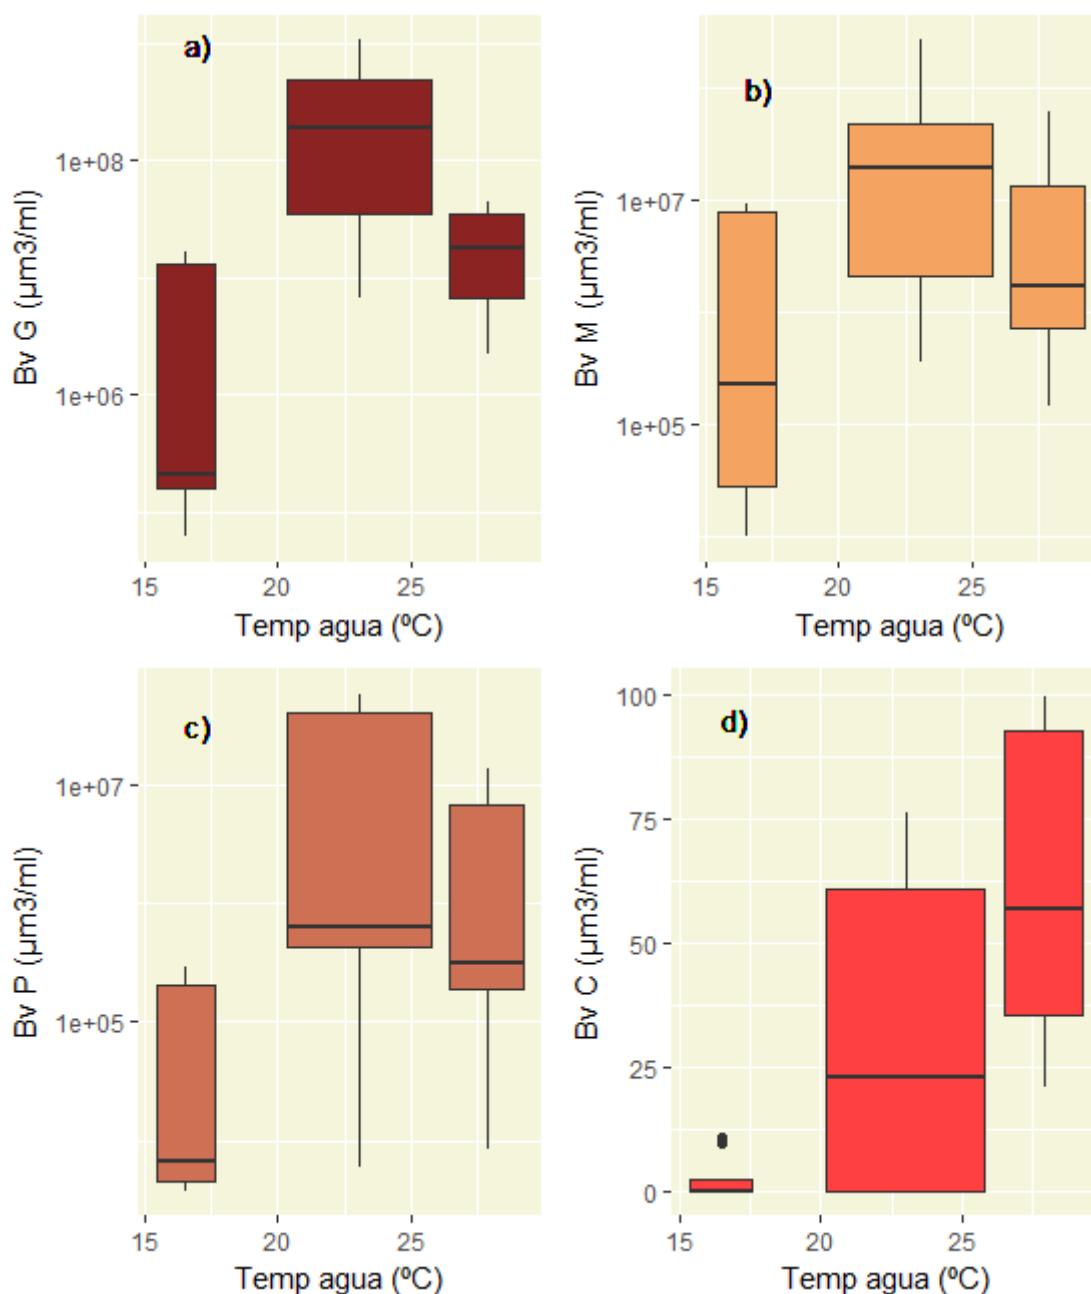 a)
Bv G (µm3/ml)
1e+08
1e+06
15 20 25
Temp agua (ºC)
b)
Bv M (µm3/ml)
1e+07
1e+05
15 20 25
Temp agua (ºC)
c)
Bv P (µm3/ml)
1e+07
1e+05
15 20 25
Temp agua (ºC)
d)
Bv C (µm3/ml)
100
75
50
25
0
15 20 25
Temp agua (ºC)